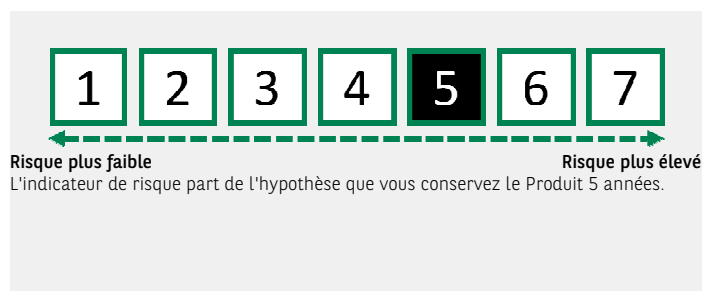 1 2 3 4 5 6 7
Risque plus faible Risque plus élevé
L'indicateur de risque part de l'hypothèse que vous conservez le Produit 5 années.